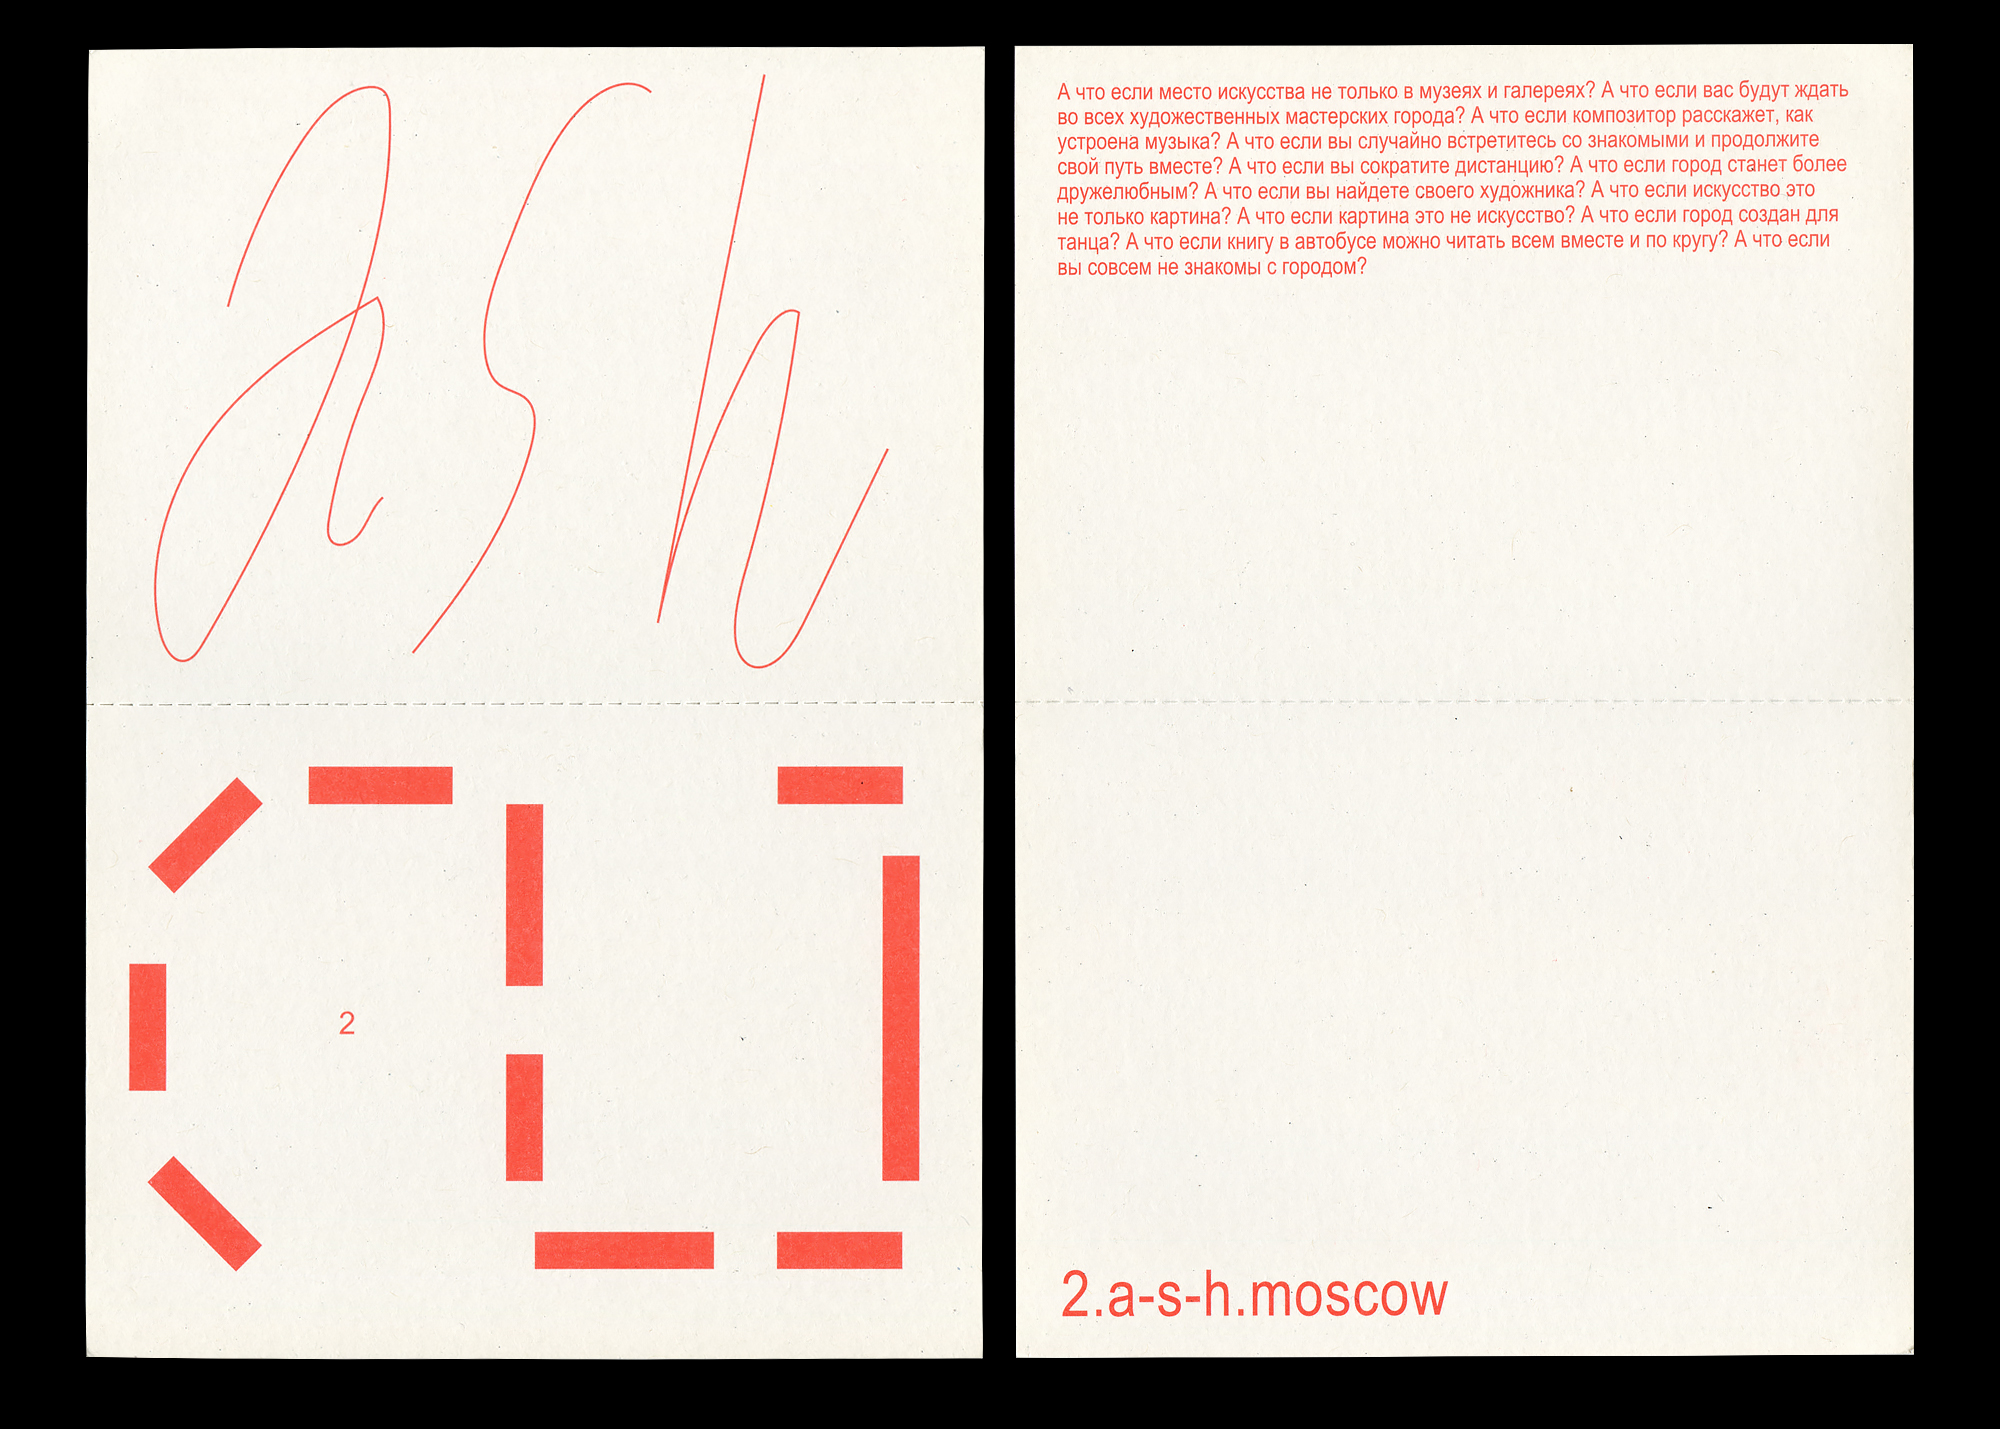 ash
2
А что если место искусства не только в музеях и галереях? А что если вас будут ждать
во всех художественных мастерских города? А что если композитор расскажет, как
устроена музыка? А что если вы случайно встретитесь со знакомыми и продолжите
свой путь вместе? А что если вы сократите дистанцию? А что если город станет более
дружелюбным? А что если вы найдете своего художника? А что если искусство это
не только картина? А что если картина это не искусство? А что если город создан для
танца? А что если книгу в автобусе можно читать всем вместе и по кругу? А что если
вы совсем не знакомы с городом?
2.a-s-h.moscow